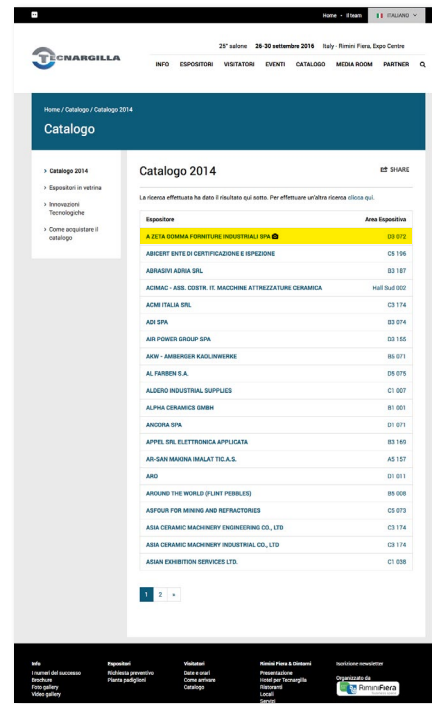 Home - Il team ITALIANO
TECNARGILLA
25° salone 26-30 settembre 2016 Italy - Rimini Fiera, Expo Centre
INFO ESPOSITORI VISITATORI EVENTI CATALOGO MEDIA ROOM PARTNER
Home / Catalogo / Catalogo 2014
Catalogo
> Catalogo 2014
> Espositori in vetrina
> Innovazioni
Tecnologiche
> Come acquistare il
catalogo
Catalogo 2014 SHARE
La ricerca effettuata ha dato il risultato qui sotto. Per effettuare un'altra ricerca clicca qui.
Espositore Area Espositiva
A ZETA GOMMA FORNITURE INDUSTRIALI SPA D3 072
ABICERT ENTE DI CERTIFICAZIONE E ISPEZIONE C5 196
ABRASIVI ADRIA SRL B3 187
ACIMAC - ASS. COSTR. IT. MACCHINE ATTREZZATURE CERAMICA Hall Sud 002
ACMI ITALIA SRL C3 174
ADI SPA B3 074
AIR POWER GROUP SPA D3 155
AKW - AMBERGER KAOLINWERKE B5 071
AL FARBEN S.A. D5 075
ALDERO INDUSTRIAL SUPPLIES C1 007
ALPHA CERAMICS GMBH B1 001
ANCORA SPA D1 071
APPEL SRL ELETTRONICA APPLICATA B3 169
AR-SAN MAKINA IMALAT TIC.A.S. A5 157
ARO D1 011
AROUND THE WORLD (FLINT PEBBLES) B5 008
ASFOUR FOR MINING AND REFRACTORIES C5 073
ASIA CERAMIC MACHINERY ENGINEERING CO., LTD C3 174
ASIA CERAMIC MACHINERY INDUSTRIAL CO., LTD C3 174
ASIAN EXHIBITION SERVICES LTD. C1 038
1 2 »
Info Espositori Visitatori Rimini Fiera & Dintorni Iscrizione newsletter
I numeri del successo Richiesta preventivo Date e orari Presentazione
Brochure Pianta padiglioni Come arrivare Hotel per Tecnargilla Organizzato da
Foto gallery Catalogo Ristoranti RiminiFiera
Video gallery Locali
Servizi